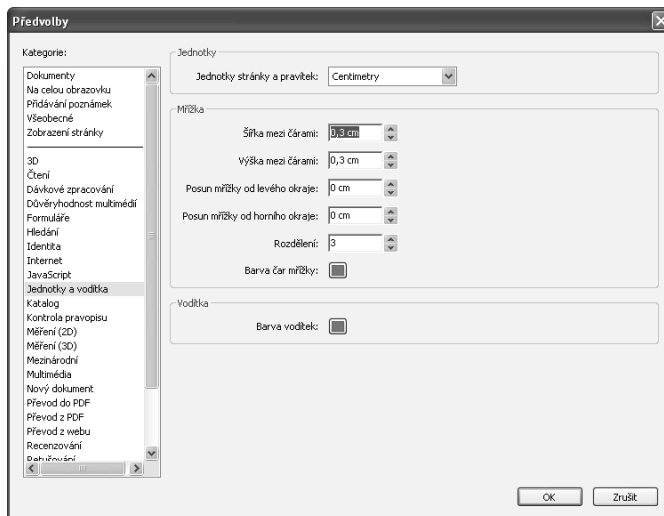 Předvolby
Kategorie:
Dokumenty
Na celou obrazovku
Přidávání poznámek
Všeobecné
Zobrazení stránky
3D
Čtení
Dávkové zpracování
Důvěryhodnost multimédií
Formuláře
Hledání
Identita
Internet
JavaScript
Jednotky a vodítka
Katalog
Kontrola pravopisu
Měření (2D)
Měření (3D)
Mezinárodní
Multimédia
Nový dokument
Převod do PDF
Převod z PDF
Převod z webu
Recenzování
Retušování
Jednotky
Jednotky stránky a pravítek: Centimetry
Mřížka
Šířka mezi čárami: 0,3 cm
Výška mezi čárami: 0,3 cm
Posun mřížky od levého okraje: 0 cm
Posun mřížky od horního okraje: 0 cm
Rozdělení: 3
Barva čar mřížky:
Vodítka
Barva vodítek:
OK Zrušit